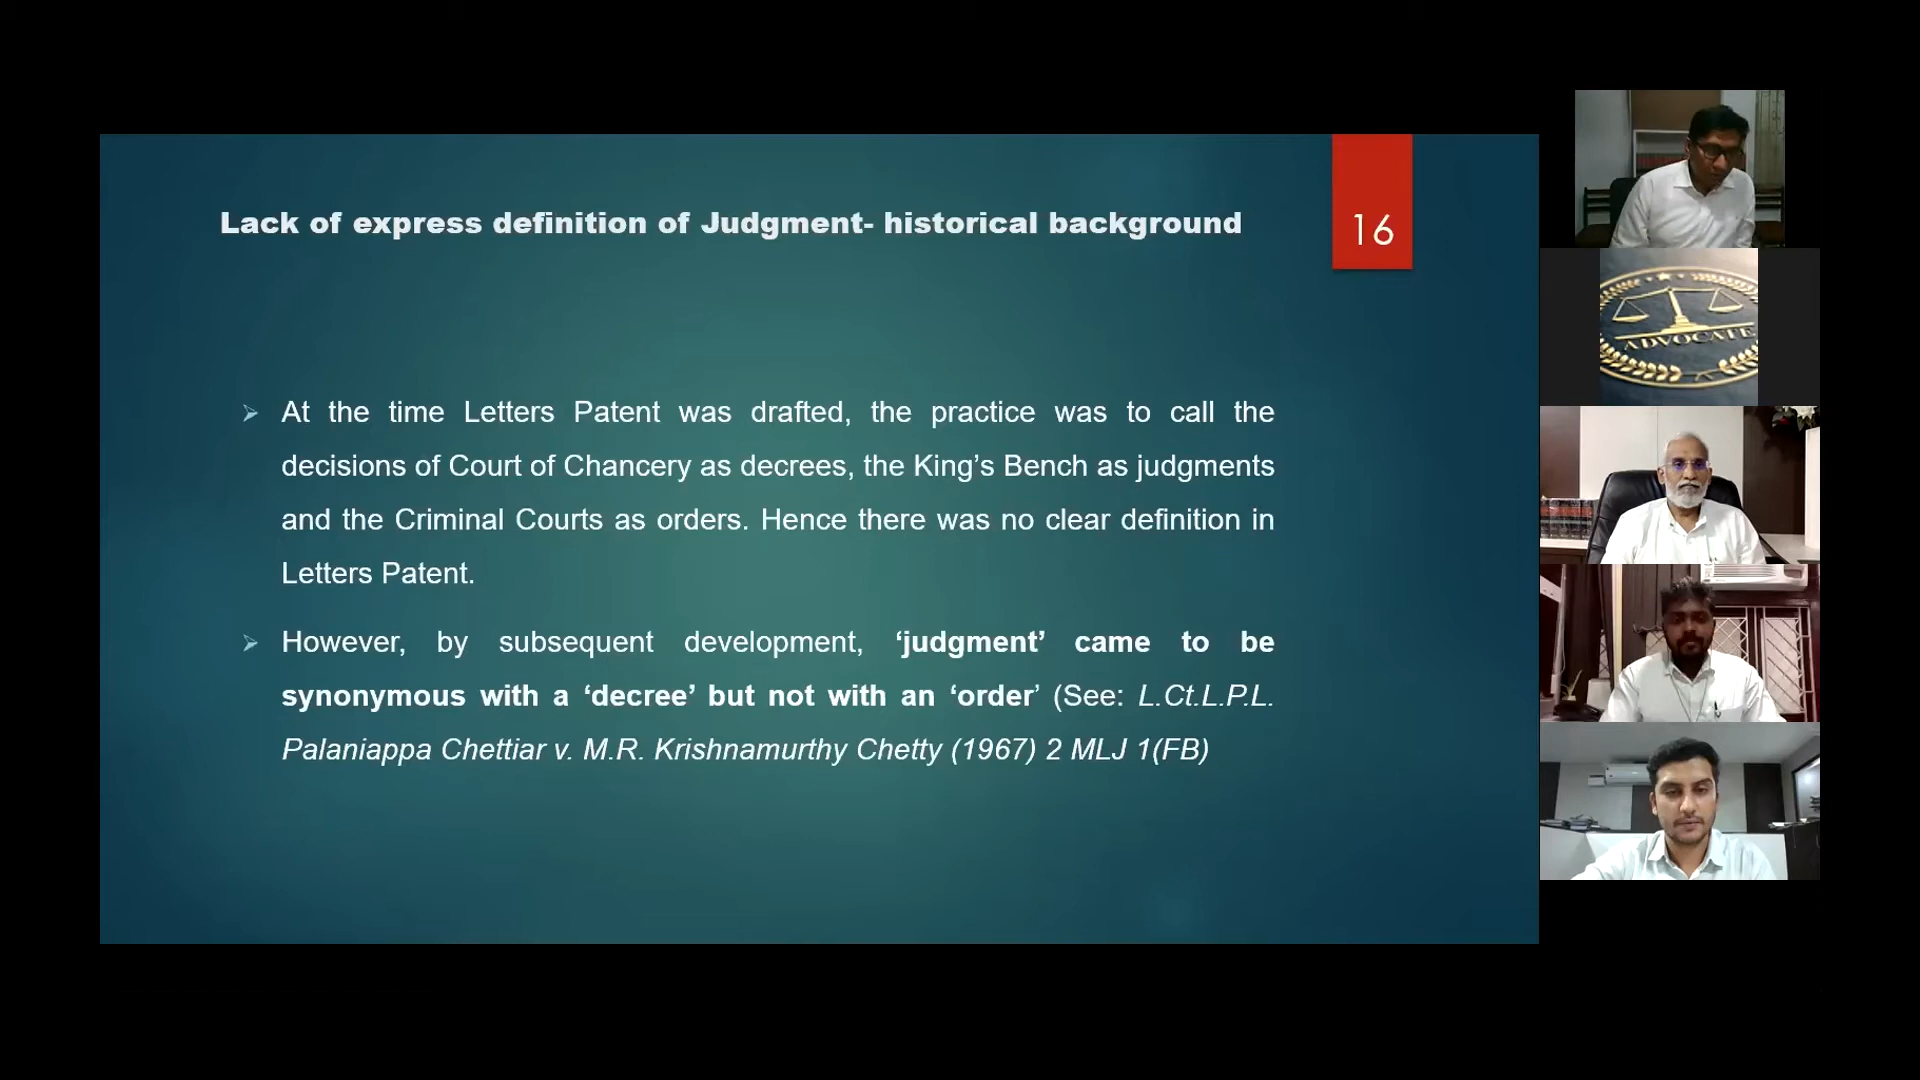 Lack of express definition of Judgment- historical background
16
➢ At the time Letters Patent was drafted, the practice was to call the
decisions of Court of Chancery as decrees, the King’s Bench as judgments
and the Criminal Courts as orders. Hence there was no clear definition in
Letters Patent.
➢ However, by subsequent development, ‘judgment’ came to be
synonymous with a ‘decree’ but not with an ‘order’ (See: L.Ct.L.P.L.
Palaniappa Chettiar v. M.R. Krishnamurthy Chetty (1967) 2 MLJ 1(FB)
ADVOCATE